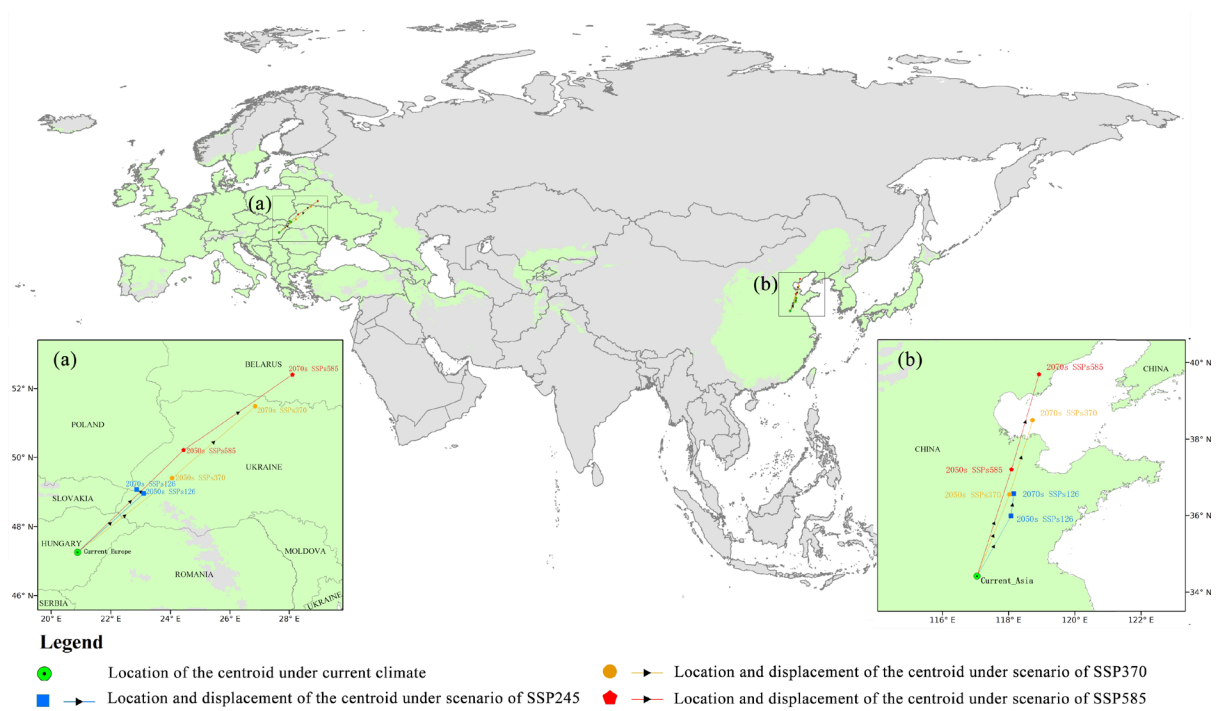 (a)
(b)
(a)
BELARUS
2070s SSPs585
52° N
2070s SSPs370
POLAND
2050s SSPs585
50° N
UKRAINE
2050s SSPs370
2070s SSPs126
2050s SSPs126
SLOVAKIA
48° N
HUNGARY
Current_Europe
MOLDOVA
ROMANIA
46° N
SERBIA
UKRAINE
20° E
22° E
24° E
26° E
28° E
(b)
40° N
2070s SSPs585
CHINA
2070s SSPs370
38° N
CHINA
2050s SSPs585
2050s SSPs370
2070s SSPs126
36° N
2050s SSPs126
Current_Asia
34° N
116° E
118° E
120° E
122° E
Legend
Location of the centroid under current climate
Location and displacement of the centroid under scenario of SSP370
Location and displacement of the centroid under scenario of SSP245
Location and displacement of the centroid under scenario of SSP585